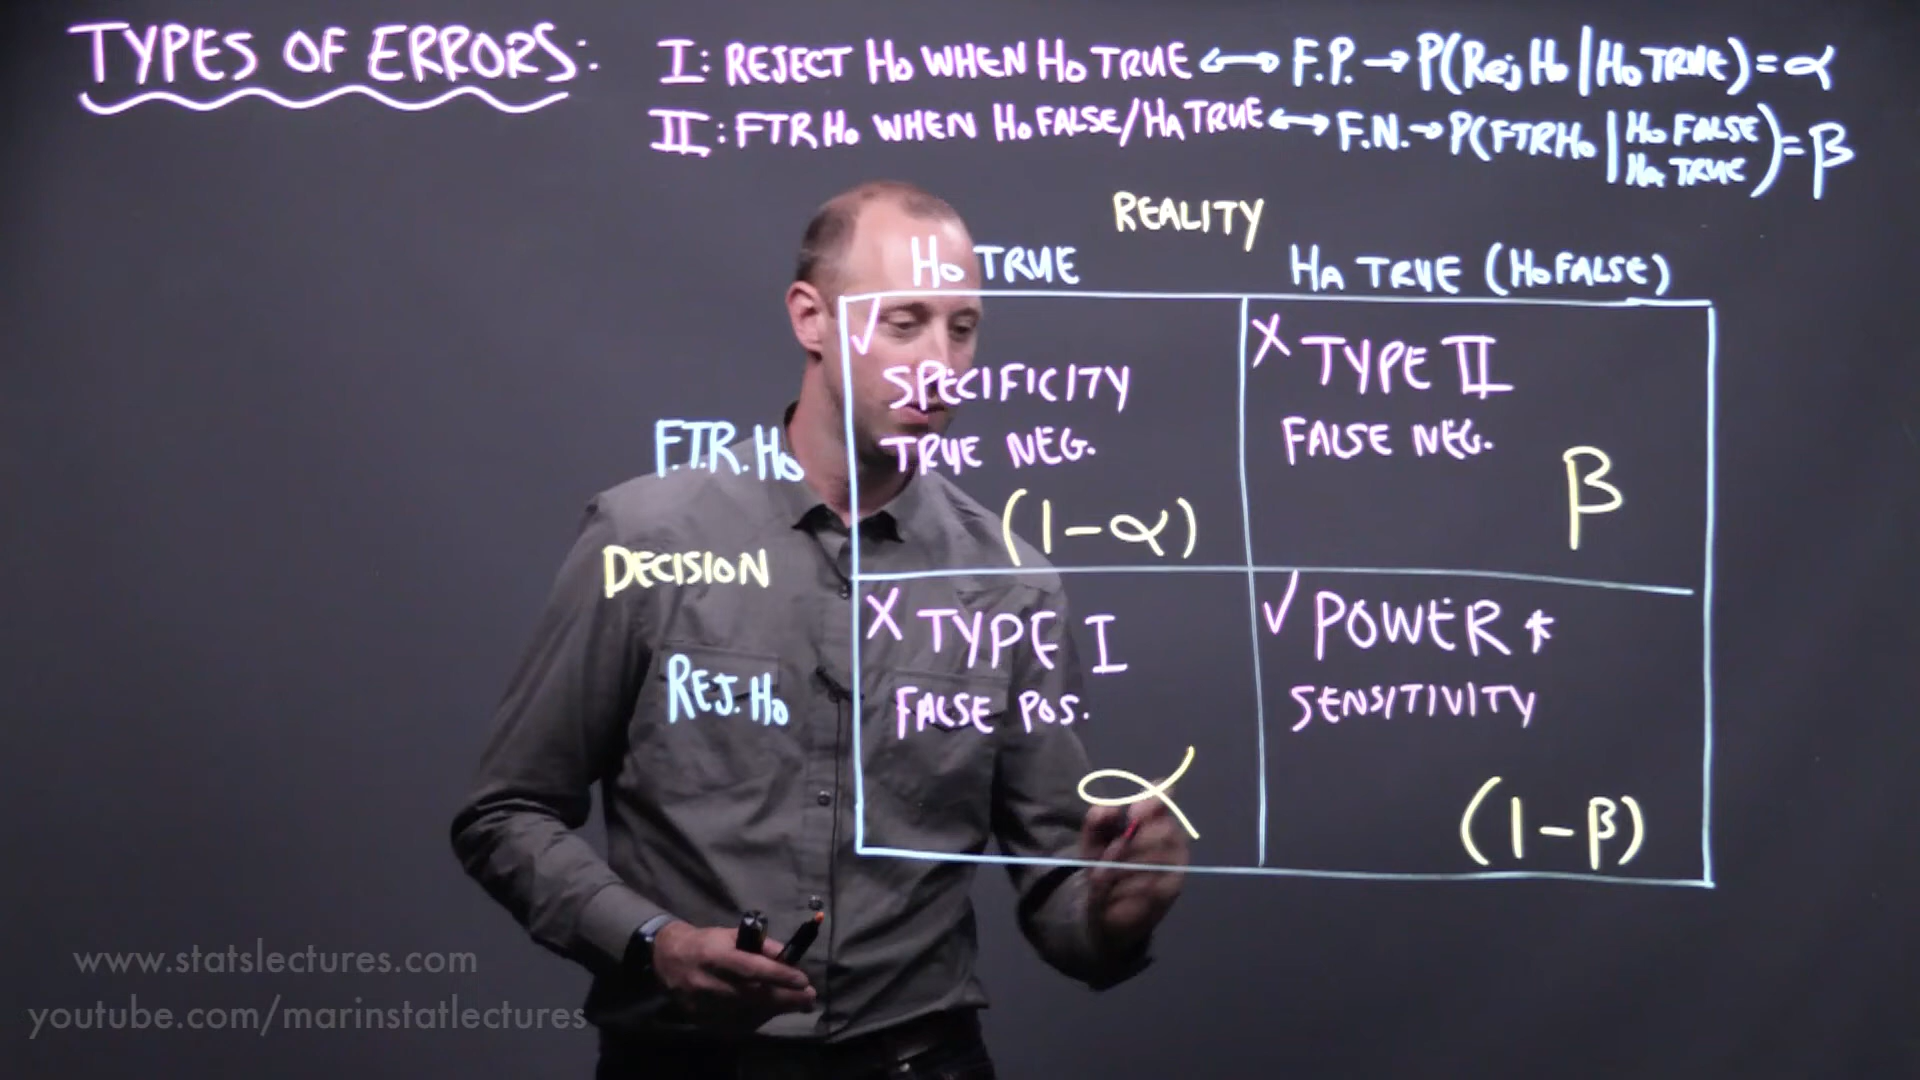 TYPES OF ERRORS:
I: REJECT H0 WHEN H0 TRUE ↔ F.P. → P(Rej H0 | H0 TRUE) = α
II: FTR H0 WHEN H0 FALSE/HA TRUE ↔ F.N. → P(FTR H0 | H0 FALSE HA TRUE) = β
REALITY
H0 TRUE
HA TRUE (H0 FALSE)
✓
SPECIFICITY
TRUE NEG.
(1-α)
X TYPE II
FALSE NEG.
β
F.T.R. H0
DECISION
REJ. H0
X TYPE I
FALSE POS.
α
✓ POWER *
SENSITIVITY
(1-β)
www.statslectures.com
youtube.com/marinstatlectures